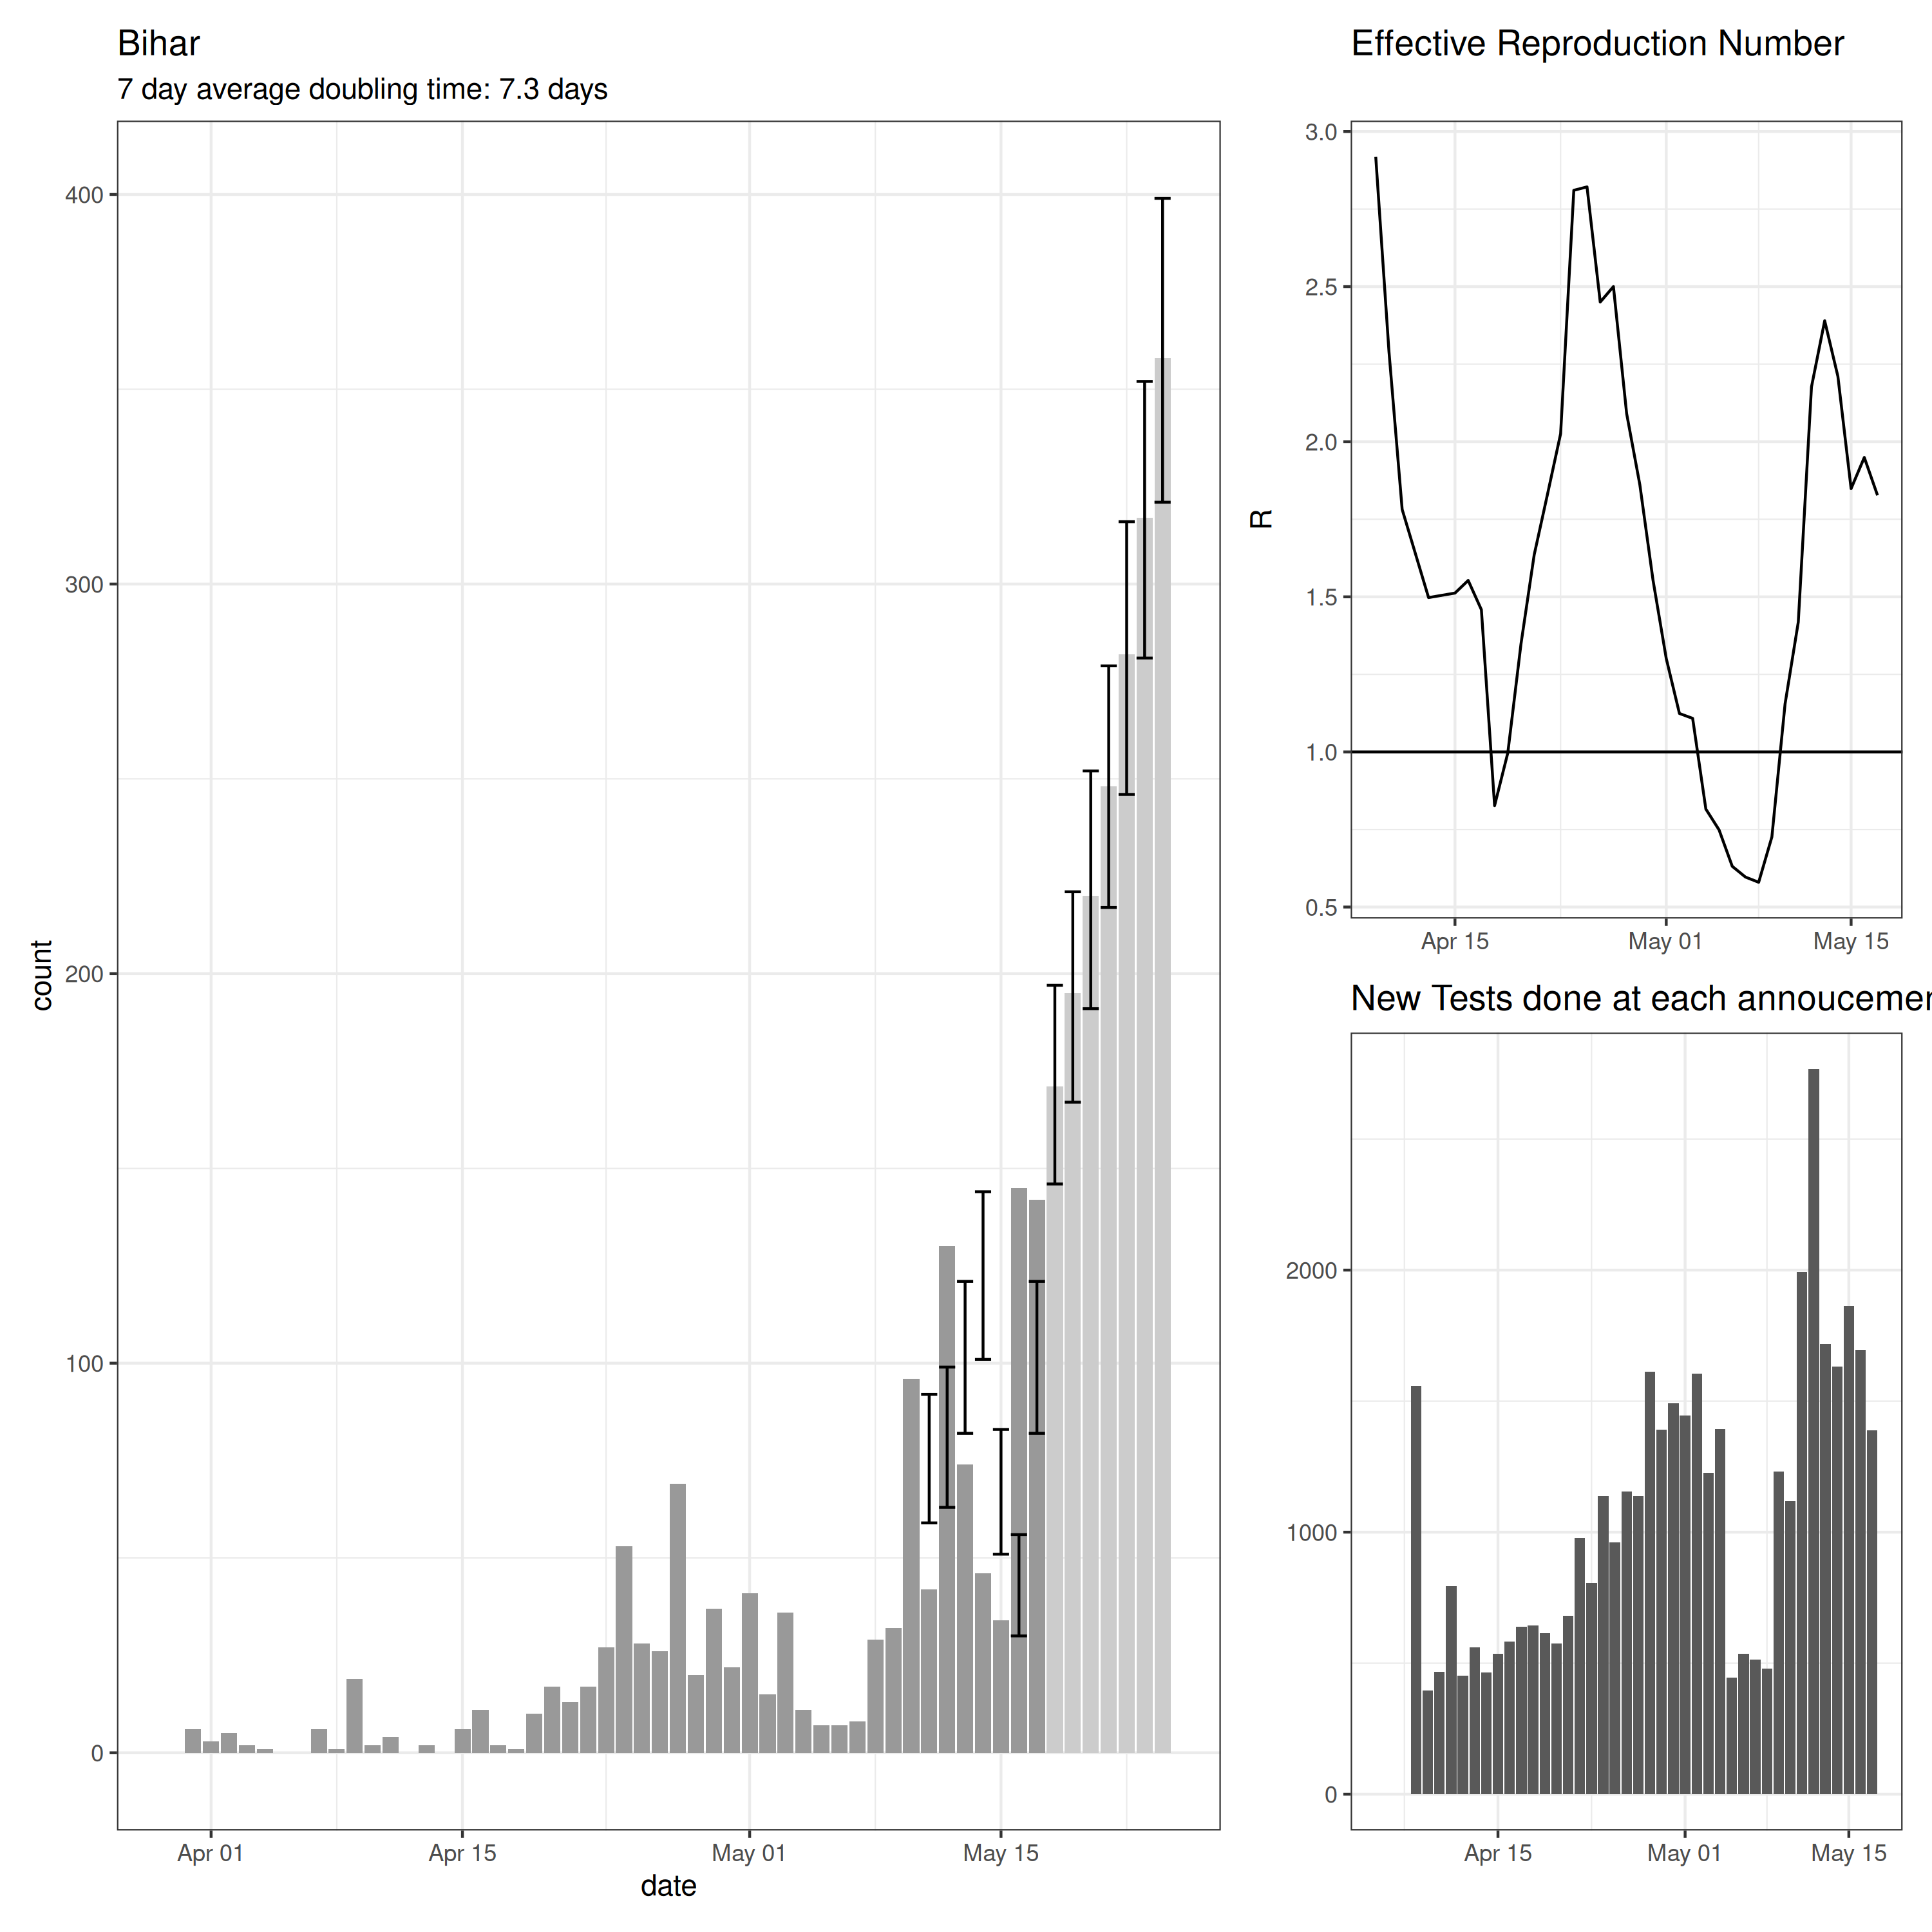 Bihar
7 day average doubling time: 7.3 days
count
400
300
200
100
0
Apr 01 Apr 15 May 01 May 15
date
Effective Reproduction Number
R
3.0
2.5
2.0
1.5
1.0
0.5
Apr 15 May 01 May 15
New Tests done at each annoucemen
2000
1000
0
Apr 15 May 01 May 15